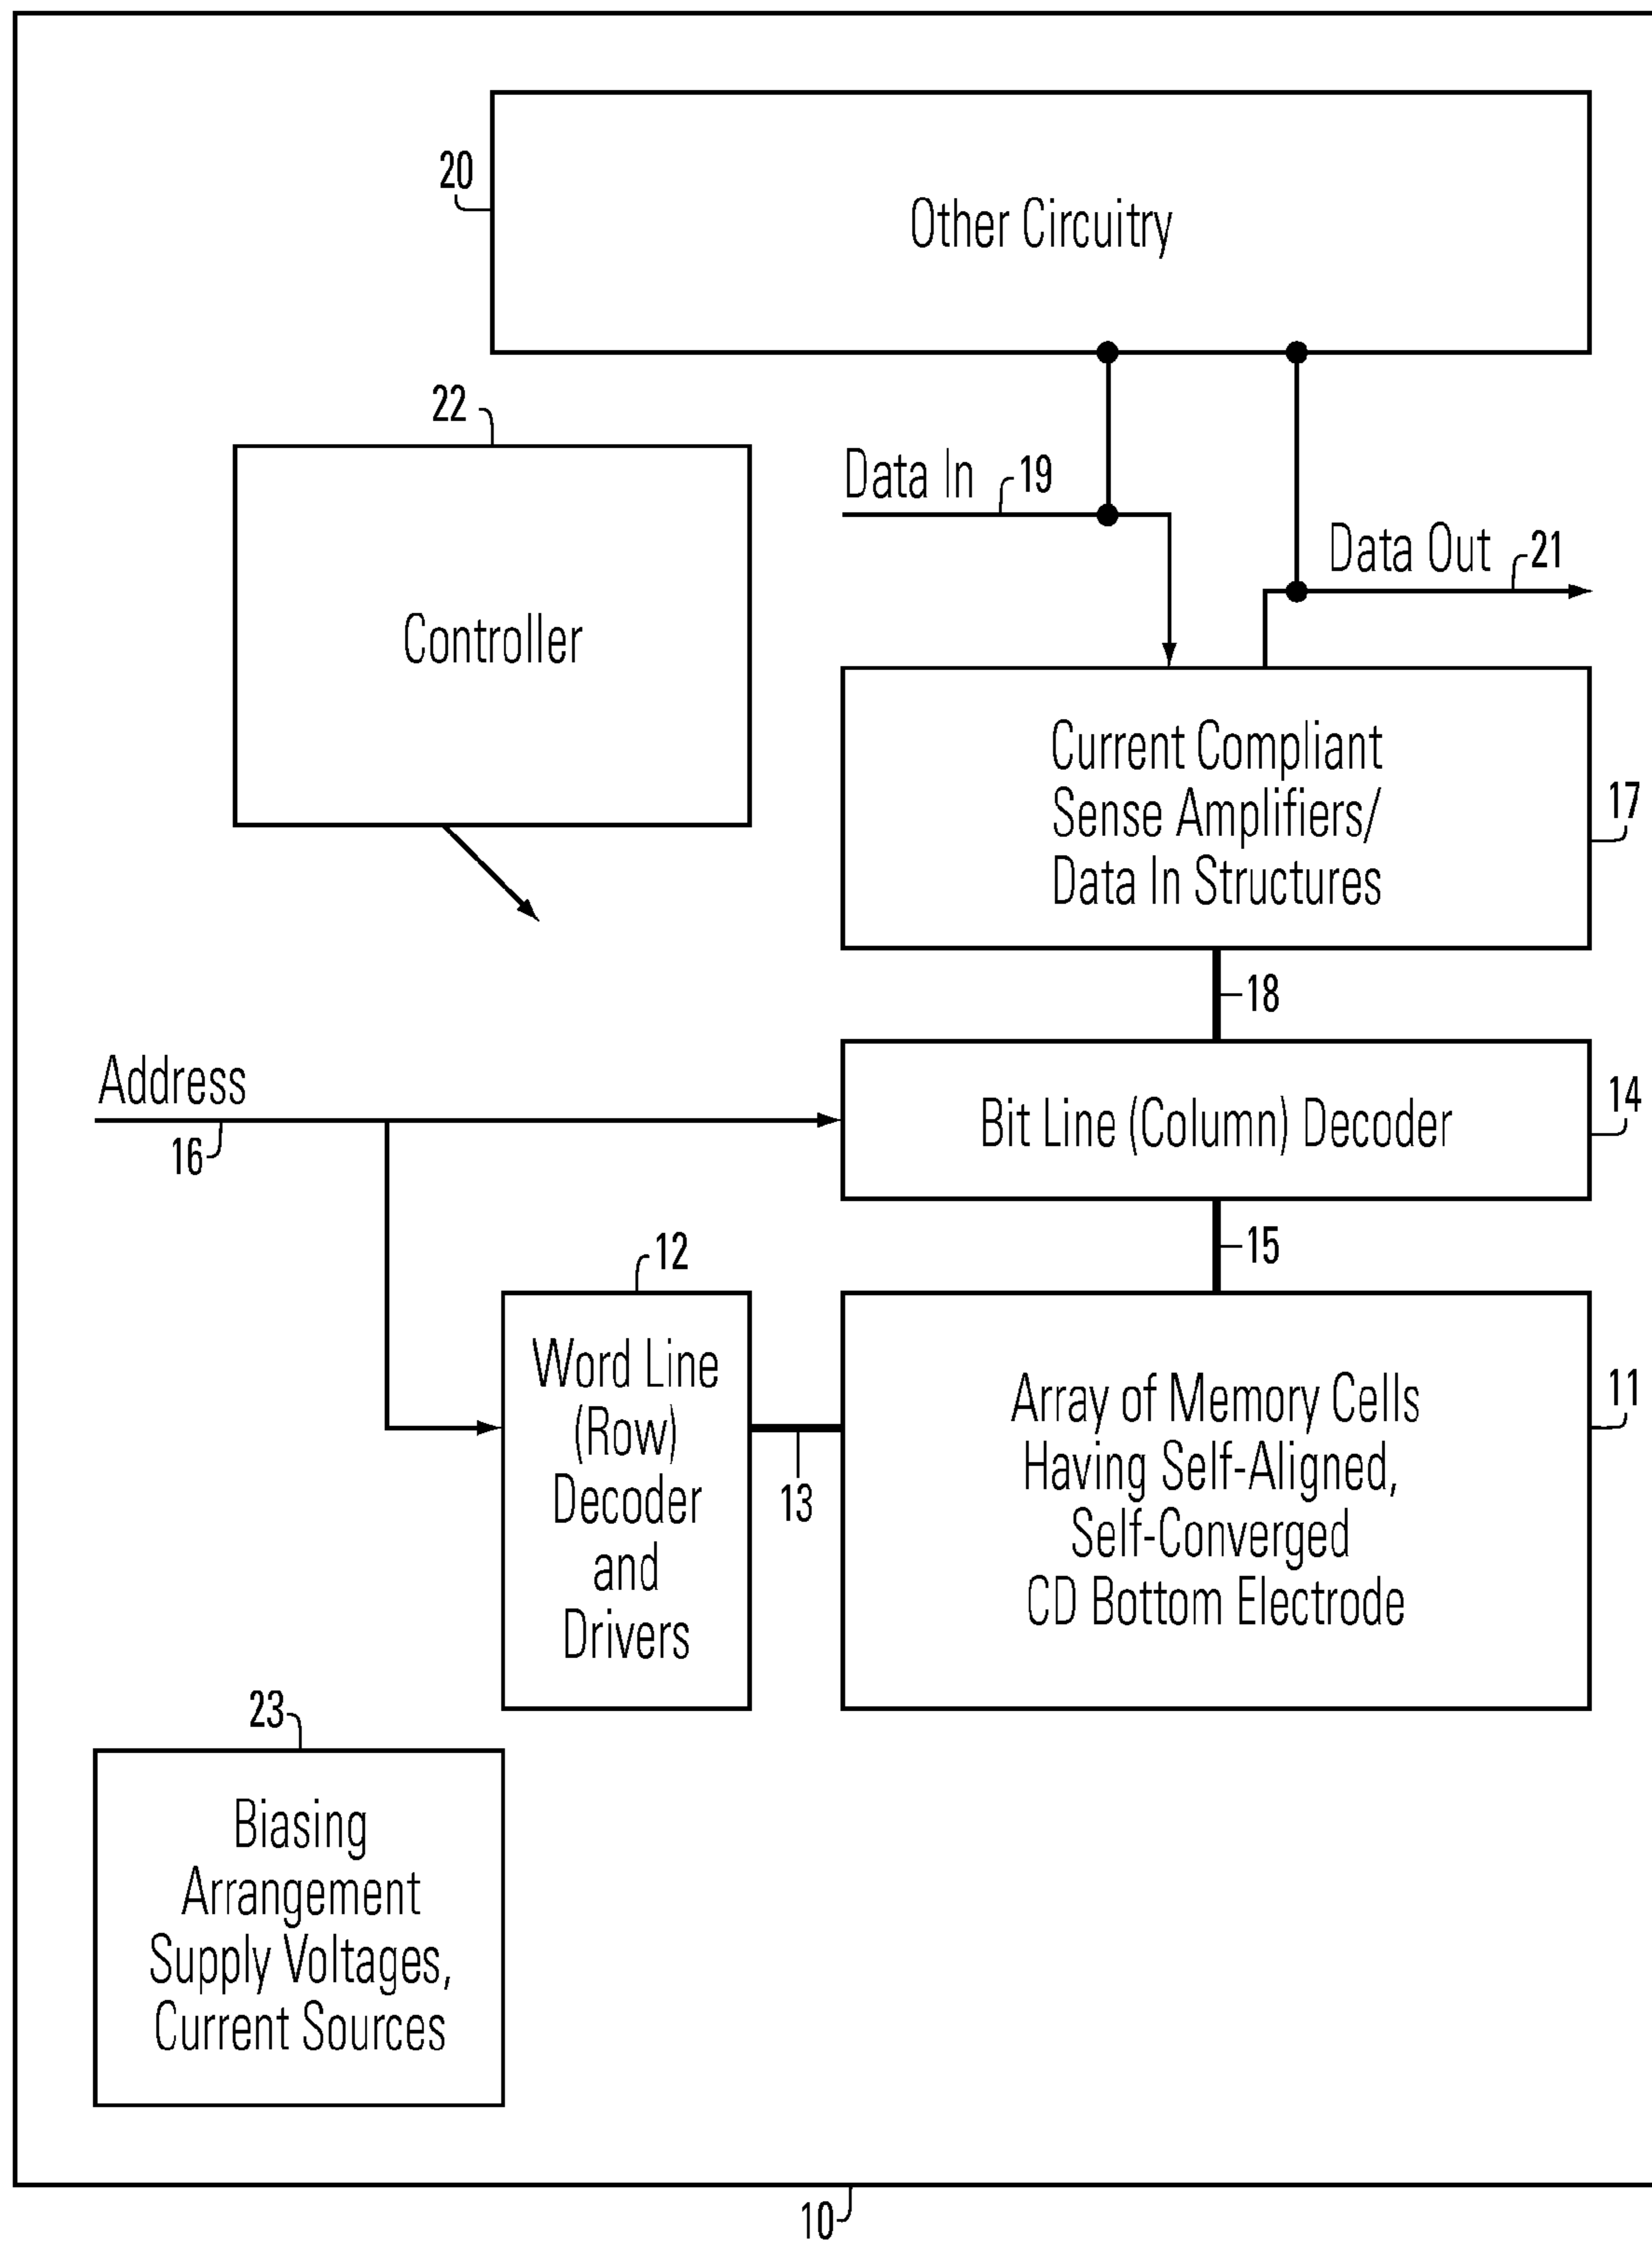 20
Other Circuitry
22
Data In
19
Data Out
21
Controller
Current Compliant
Sense Amplifiers/
Data In Structures
17
18
Address
16
Bit Line (Column) Decoder
14
15
12
Word Line
(Row)
Decoder
and
Drivers
13
Array of Memory Cells
Having Self-Aligned,
Self-Converged
CD Bottom Electrode
11
23
Biasing
Arrangement
Supply Voltages,
Current Sources
10